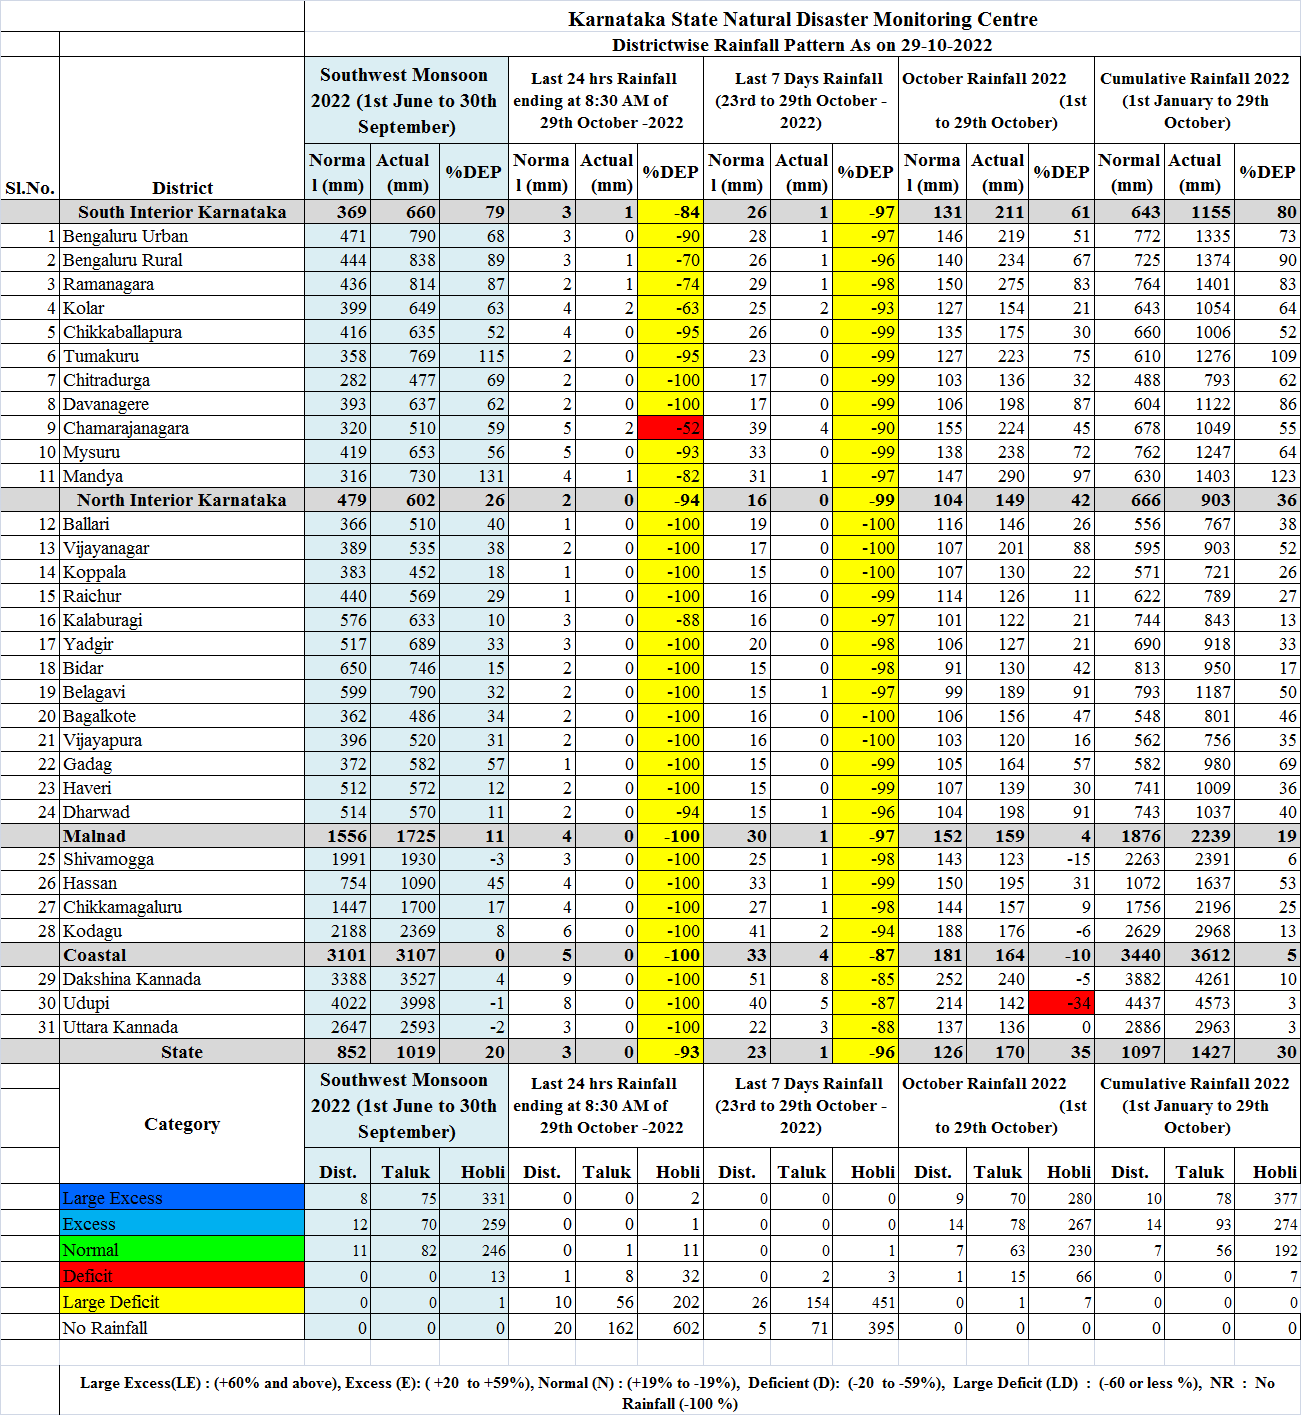 Karnataka State Natural Disaster Monitoring Centre
Districtwise Rainfall Pattern As on 29-10-2022
Sl.No. District Southwest Monsoon 2022 (1st June to 30th September) Last 24 hrs Rainfall ending at 8:30 AM of 29th October -2022 Last 7 Days Rainfall (23rd to 29th October - 2022) October Rainfall 2022 (1st to 29th October) Cumulative Rainfall 2022 (1st January to 29th October)
Norma l (mm) Actual (mm) %DEP Norma l (mm) Actual (mm) %DEP Norma l (mm) Actual (mm) %DEP Norma l (mm) Actual (mm) %DEP Normal (mm) Actual (mm) %DEP
South Interior Karnataka 369 660 79 3 1 -84 26 1 -97 131 211 61 643 1155 80
1 Bengaluru Urban 471 790 68 3 0 -90 28 1 -97 146 219 51 772 1335 73
2 Bengaluru Rural 444 838 89 3 1 -70 26 1 -96 140 234 67 725 1374 90
3 Ramanagara 436 814 87 2 1 -74 29 1 -98 150 275 83 764 1401 83
4 Kolar 399 649 63 4 2 -63 25 2 -93 127 154 21 643 1054 64
5 Chikkaballapura 416 635 52 4 0 -95 26 0 -99 135 175 30 660 1006 52
6 Tumakuru 358 769 115 2 0 -95 23 0 -99 127 223 75 610 1276 109
7 Chitradurga 282 477 69 2 0 -100 17 0 -99 103 136 32 488 793 62
8 Davanagere 393 637 62 2 0 -100 17 0 -99 106 198 87 604 1122 86
9 Chamarajanagara 320 510 59 5 2 -52 39 4 -90 155 224 45 678 1049 55
10 Mysuru 419 653 56 5 0 -93 33 0 -99 138 238 72 762 1247 64
11 Mandya 316 730 131 4 1 -82 31 1 -97 147 290 97 630 1403 123
North Interior Karnataka 479 602 26 2 0 -94 16 0 -99 104 149 42 666 903 36
12 Ballari 366 510 40 1 0 -100 19 0 -100 116 146 26 556 767 38
13 Vijayanagar 389 535 38 2 0 -100 17 0 -100 107 201 88 595 903 52
14 Koppala 383 452 18 1 0 -100 15 0 -100 107 130 22 571 721 26
15 Raichur 440 569 29 1 0 -100 16 0 -99 114 126 11 622 789 27
16 Kalaburagi 576 633 10 3 0 -88 16 0 -97 101 122 21 744 843 13
17 Yadgir 517 689 33 3 0 -100 20 0 -98 106 127 21 690 918 33
18 Bidar 650 746 15 2 0 -100 15 0 -98 91 130 42 813 950 17
19 Belagavi 599 790 32 2 0 -100 15 1 -97 99 189 91 793 1187 50
20 Bagalkote 362 486 34 2 0 -100 16 0 -100 106 156 47 548 801 46
21 Vijayapura 396 520 31 2 0 -100 16 0 -100 103 120 16 562 756 35
22 Gadag 372 582 57 1 0 -100 15 0 -99 105 164 57 582 980 69
23 Haveri 512 572 12 2 0 -100 15 0 -99 107 139 30 741 1009 36
24 Dharwad 514 570 11 2 0 -94 15 1 -96 104 198 91 743 1037 40
Malnad 1556 1725 11 4 0 -100 30 1 -97 152 159 4 1876 2239 19
25 Shivamogga 1991 1930 -3 3 0 -100 25 1 -98 143 123 -15 2263 2391 6
26 Hassan 754 1090 45 4 0 -100 33 1 -99 150 195 31 1072 1637 53
27 Chikkamagaluru 1447 1700 17 4 0 -100 27 1 -98 144 157 9 1756 2196 25
28 Kodagu 2188 2369 8 6 0 -100 41 2 -94 188 176 -6 2629 2968 13
Coastal 3101 3107 0 5 0 -100 33 4 -87 181 164 -10 3440 3612 5
29 Dakshina Kannada 3388 3527 4 9 0 -100 51 8 -85 252 240 -5 3882 4261 10
30 Udupi 4022 3998 -1 8 0 -100 40 5 -87 214 142 -34 4437 4573 3
31 Uttara Kannada 2647 2593 -2 3 0 -100 22 3 -88 137 136 0 2886 2963 3
State 852 1019 20 3 0 -93 23 1 -96 126 170 35 1097 1427 30
Category Southwest Monsoon 2022 (1st June to 30th September) Last 24 hrs Rainfall ending at 8:30 AM of 29th October -2022 Last 7 Days Rainfall (23rd to 29th October - 2022) October Rainfall 2022 (1st to 29th October) Cumulative Rainfall 2022 (1st January to 29th October)
Dist. Taluk Hobli Dist. Taluk Hobli Dist. Taluk Hobli Dist. Taluk Hobli Dist. Taluk Hobli
Large Excess 8 75 331 0 0 2 0 0 0 9 70 280 10 78 377
Excess 12 70 259 0 0 1 0 0 0 14 78 267 14 93 274
Normal 11 82 246 0 1 11 0 0 1 7 63 230 7 56 192
Deficit 0 0 13 1 8 32 0 2 3 1 15 66 0 0 7
Large Deficit 0 0 1 10 56 202 26 154 451 0 1 7 0 0 0
No Rainfall 0 0 0 20 162 602 5 71 395 0 0 0 0 0 0
Large Excess(LE) : (+60% and above), Excess (E): ( +20 to +59%), Normal (N) : (+19% to -19%), Deficient (D): (-20 to -59%), Large Deficit (LD) : (-60 or less %), NR : No
Rainfall (-100 %)